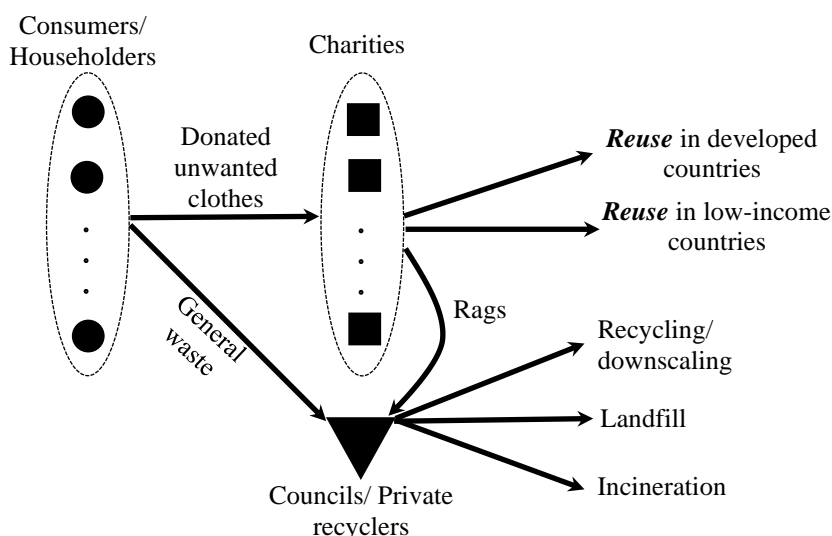 Consumers/
Householders
Charities
Donated
unwanted
clothes
Reuse in developed
countries
Reuse in low-income
countries
General
waste
Rags
Recycling/
downscaling
Landfill
Incineration
Councils/ Private
recyclers